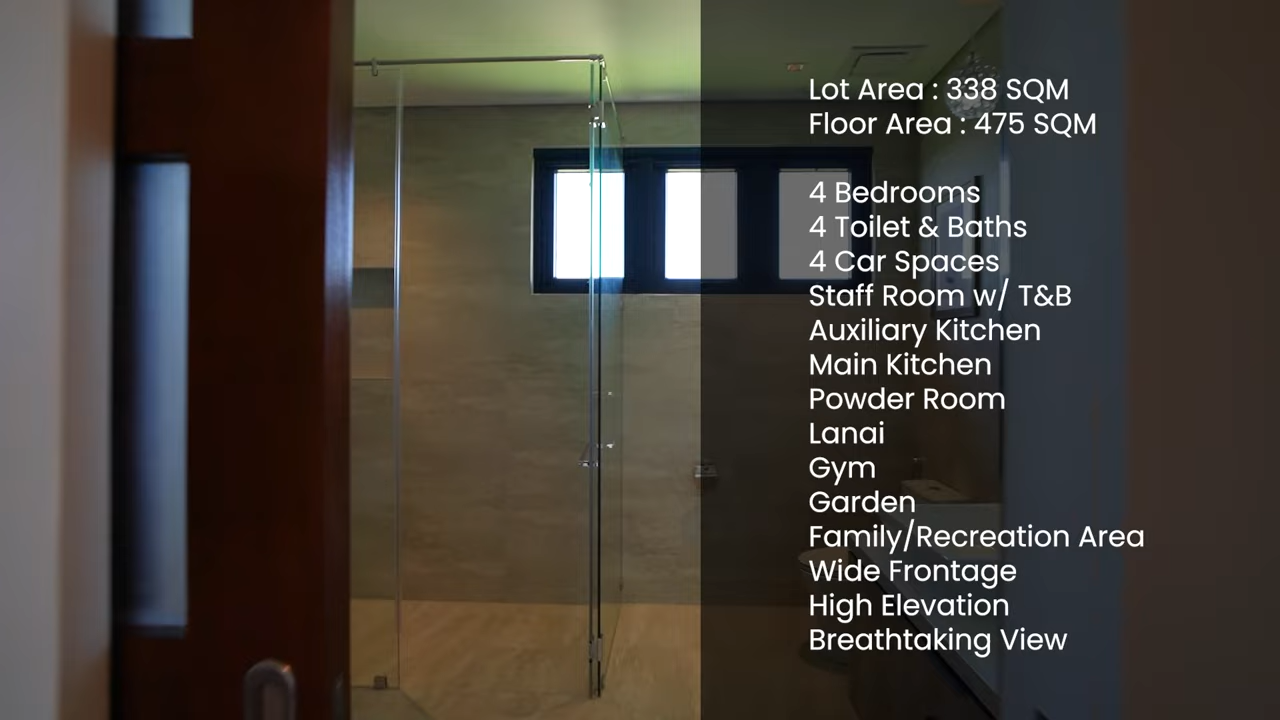 Lot Area : 338 SQM
Floor Area : 475 SQM
4 Bedrooms
4 Toilet & Baths
4 Car Spaces
Staff Room w/ T&B
Auxiliary Kitchen
Main Kitchen
Powder Room
Lanai
Gym
Garden
Family/Recreation Area
Wide Frontage
High Elevation
Breathtaking View